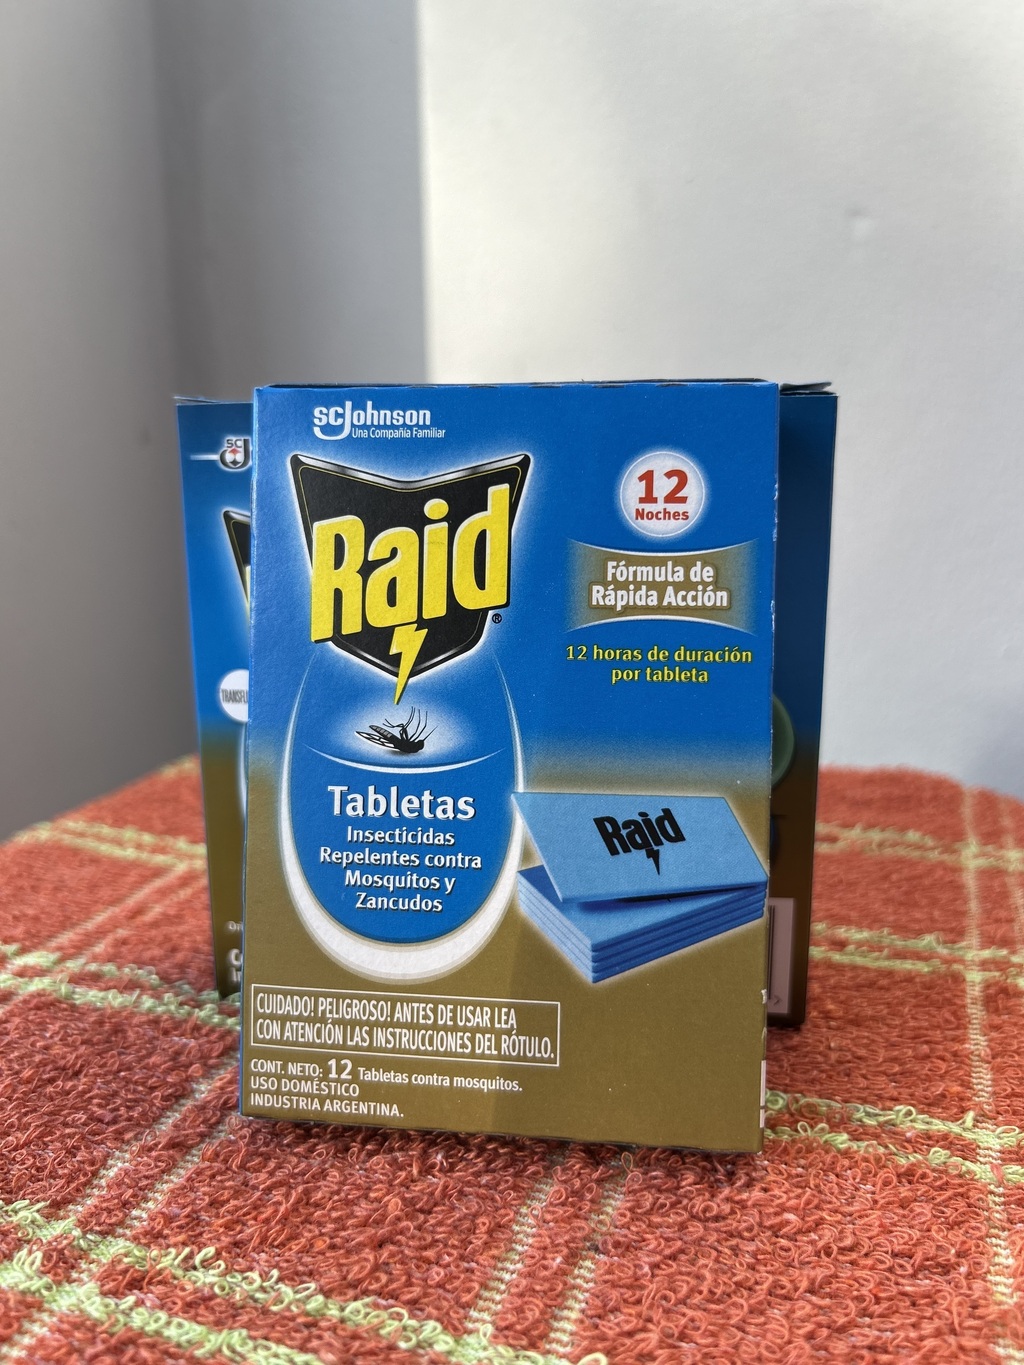 scJohnson
Una Compañía Familiar
Raid®
12
Noches
Fórmula de
Rápida Acción
12 horas de duración
por tableta
Tabletas
Insecticidas
Repelentes contra
Mosquitos y
Zancudos
Raid
CUIDADO! PELIGROSO! ANTES DE USAR LEA
CON ATENCIÓN LAS INSTRUCCIONES DEL RÓTULO.
CONT. NETO: 12 Tabletas contra mosquitos.
USO DOMÉSTICO
INDUSTRIA ARGENTINA.
SC